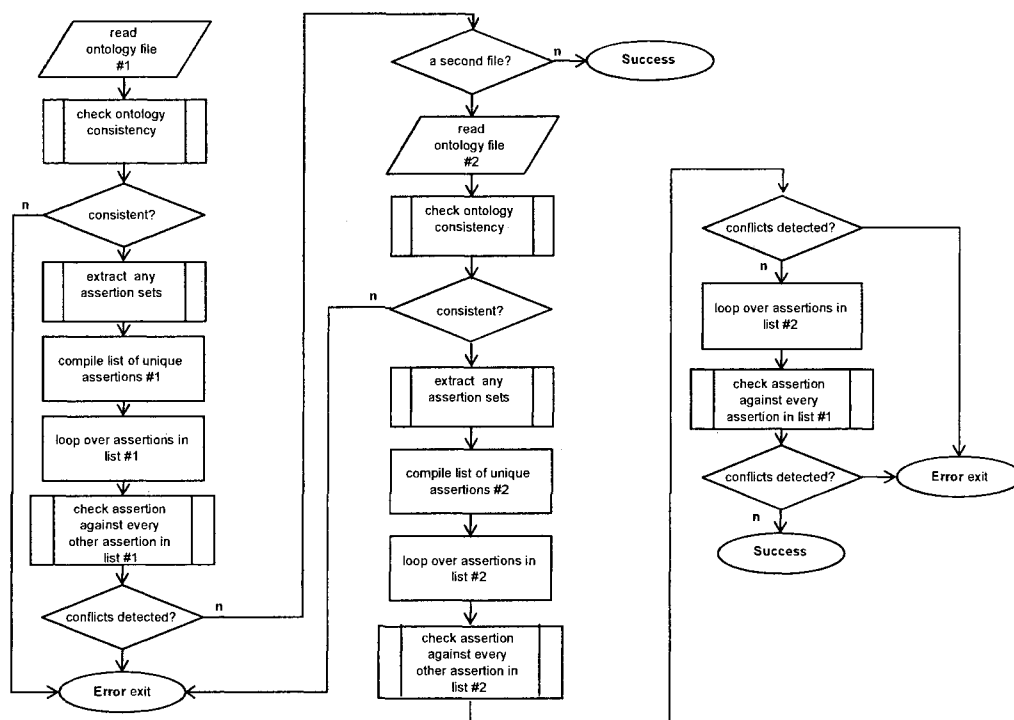 read
ontology file
#1
check ontology
consistency
n
consistent?
extract any
assertion sets
compile list of unique
assertions #1
loop over assertions in
list #1
check assertion
against every
other assertion in
list #1
n
conflicts detected?
Error exit
a second file?
n
Success
read
ontology file
#2
check ontology
consistency
n
consistent?
extract any
assertion sets
compile list of unique
assertions #2
loop over assertions in
list #2
check assertion
against every
other assertion in
list #2
conflicts detected?
n
loop over assertions in
list #2
check assertion
against every
assertion in list #1
conflicts detected?
Error exit
n
Success